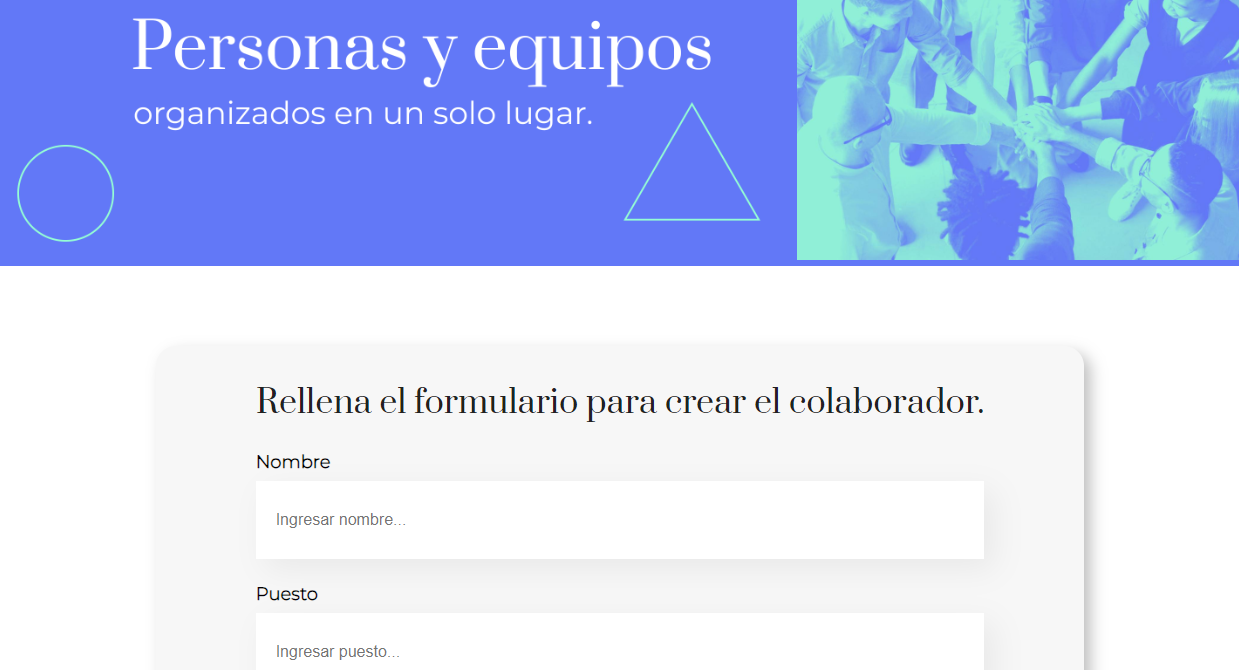 Personas y equipos
organizados en un solo lugar.
Rellena el formulario para crear el colaborador.
Nombre
Ingresar nombre...
Puesto
Ingresar puesto...